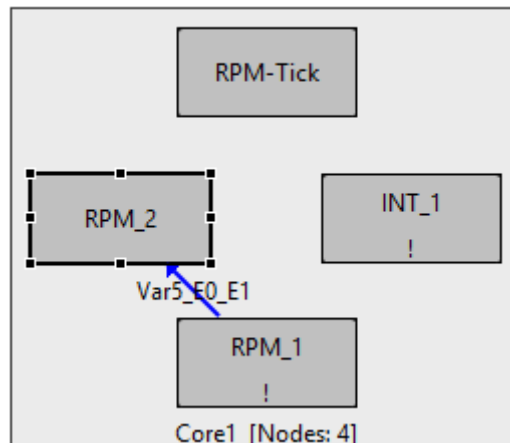 RPM-Tick
RPM_2
INT_1
!
Var5_E0_E1
RPM_1
!
Core1 [Nodes: 4]